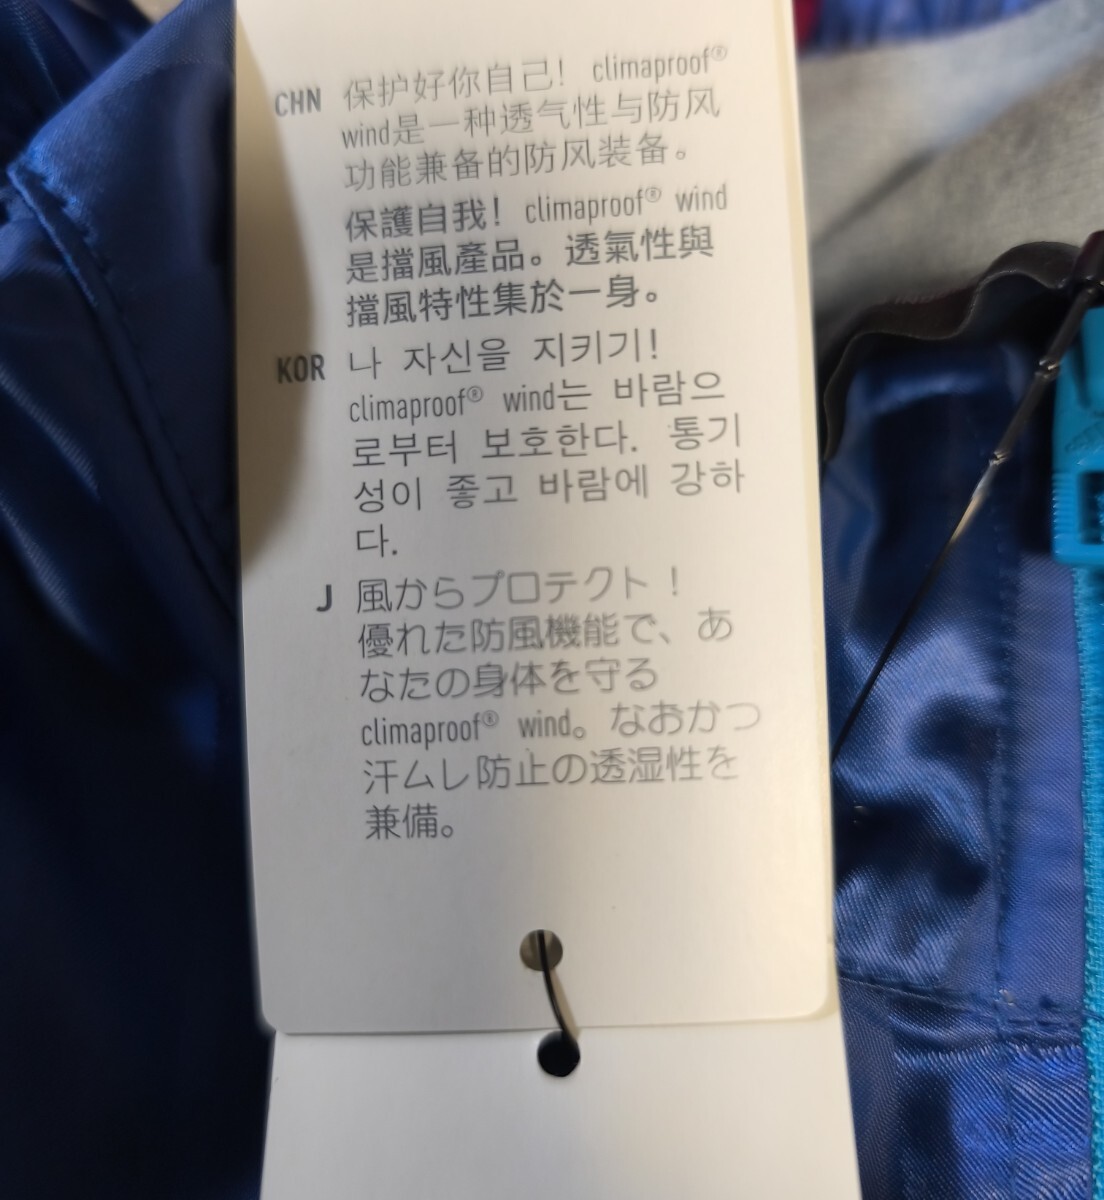 CHN 保护好你自己! climaproof®
wind是一种透气性与防风
功能兼备的防风装备。
保護自我! climaproof® wind
是擋風產品。透氣性與
擋風特性集於一身。
KOR 나 자신을 지키기!
climaproof® wind는 바람으
로부터 보호한다. 통기
성이 좋고 바람에 강하
다.
J 風からプロテクト!
優れた防風機能で、あ
なたの身体を守る
climaproof® wind。なおかつ
汗ムレ防止の透湿性を
兼備。